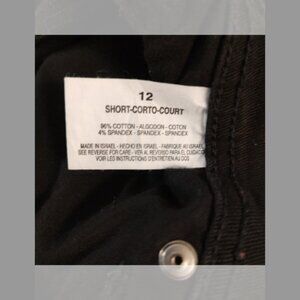 12
SHORT-CORTO-COURT
96% COTTON - ALGODON - COTON
4% SPANDEX - SPANDEX - SPANDEX
MADE IN ISRAEL - HECHO EN ISRAEL - FABRIQUE AU ISRAEL
SEE REVERSE FOR CARE - VER AL REVERSO PARA EL CUIDADO
VOIR LES INSTRUCTIONS D'ENTRETIEN AU DOS